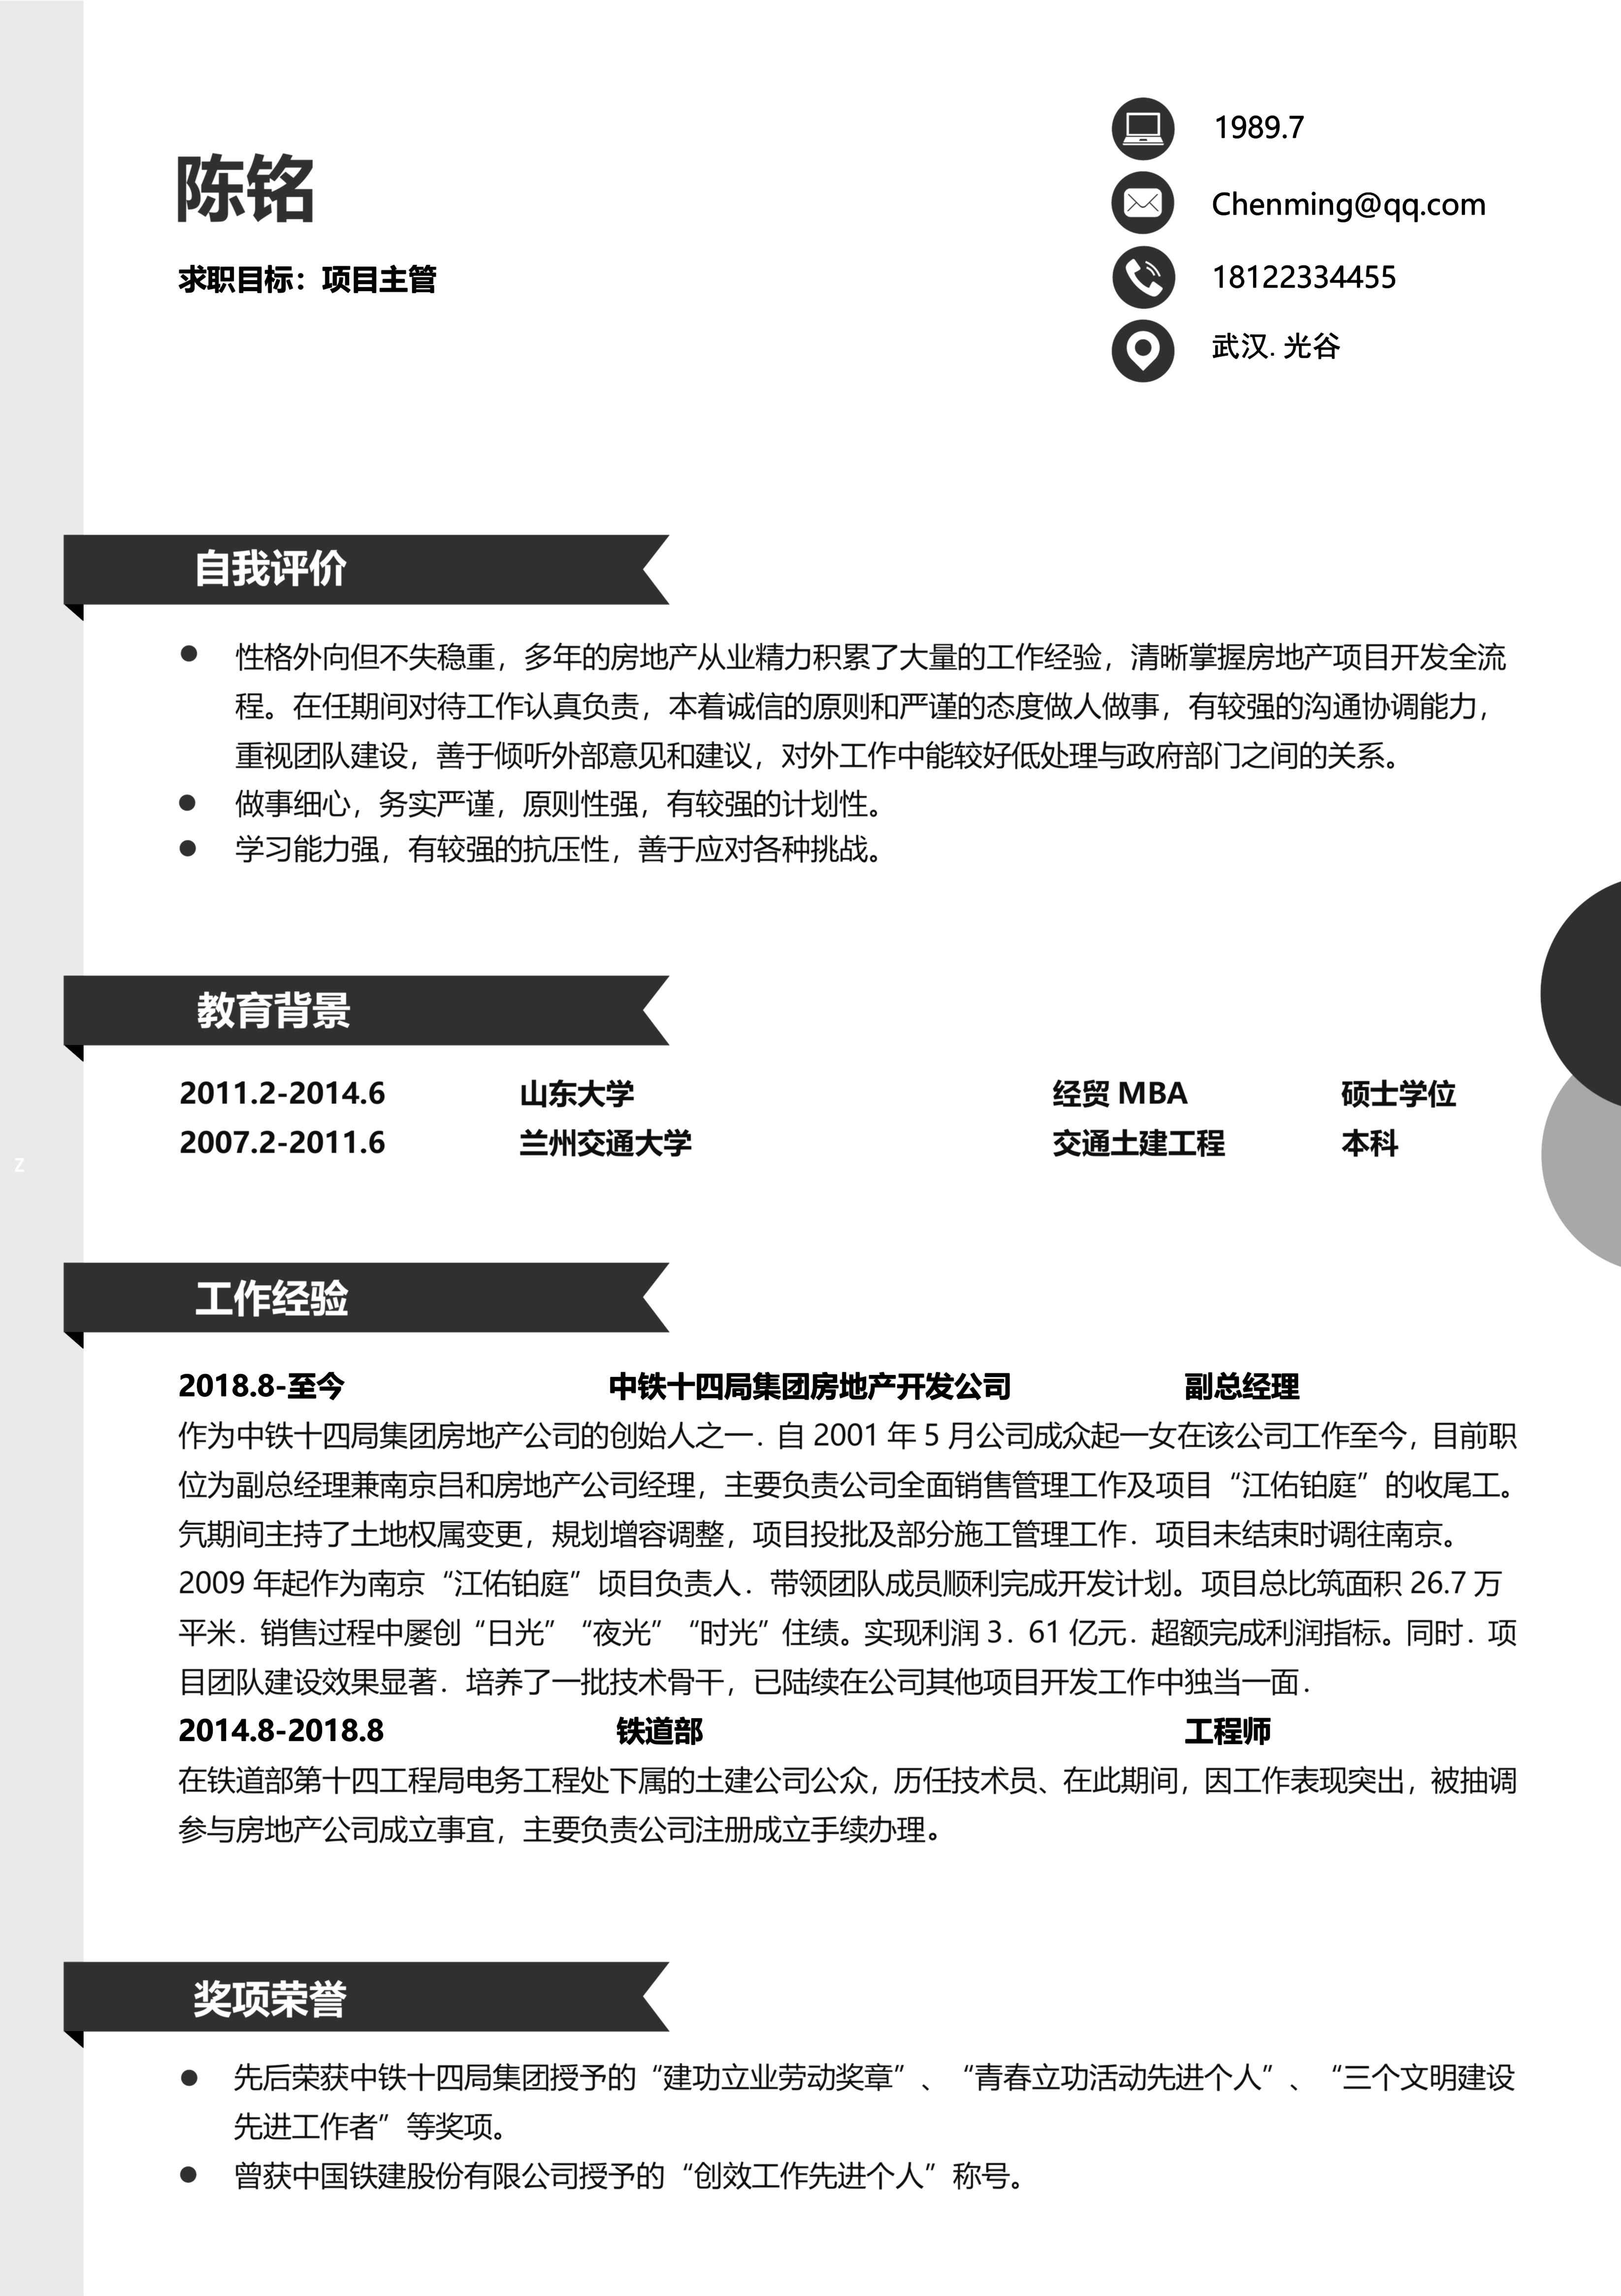 陈铭
求职目标：项目主管
1989.7
Chenming@qq.com
18122334455
武汉. 光谷
自我评价
性格外向但不失稳重，多年的房地产从业精力积累了大量的工作经验，清晰掌握房地产项目开发全流
程。在任期间对待工作认真负责，本着诚信的原则和严谨的态度做人做事，有较强的沟通协调能力，
重视团队建设，善于倾听外部意见和建议，对外工作中能较好低处理与政府部门之间的关系。
做事细心，务实严谨，原则性强，有较强的计划性。
学习能力强，有较强的抗压性，善于应对各种挑战。
教育背景
2011.2-2014.6 山东大学 经贸 MBA 硕士学位
2007.2-2011.6 兰州交通大学 交通土建工程 本科
z
工作经验
2018.8-至今 中铁十四局集团房地产开发公司 副总经理
作为中铁十四局集团房地产公司的创始人之一．自 2001 年 5 月公司成众起一女在该公司工作至今，目前职
位为副总经理兼南京吕和房地产公司经理，主要负责公司全面销售管理工作及项目“江佑铂庭”的收尾工。
氖期间主持了土地权属变更，规划增容调整，项目投批及部分施工管理工作．项目未结束时调往南京。
2009 年起作为南京“江佑铂庭”顷目负责人．带领团队成员顺利完成开发计划。项目总比筑面积 26.7 万
平米．销售过程中屡创“日光”“夜光”“时光”住绩。实现利润 3．61 亿元．超额完成利润指标。同时．项
目团队建设效果显著．培养了一批技术骨干，已陆续在公司其他项目开发工作中独当一面．
2014.8-2018.8 铁道部 工程师
在铁道部第十四工程局电务工程处下属的土建公司公众，历任技术员、在此期间，因工作表现突出，被抽调
参与房地产公司成立事宜，主要负责公司注册成立手续办理。
奖项荣誉
先后荣获中铁十四局集团授予的“建功立业劳动奖章”、“青春立功活动先进个人”、“三个文明建设
先进工作者”等奖项。
曾获中国铁建股份有限公司授予的“创效工作先进个人”称号。